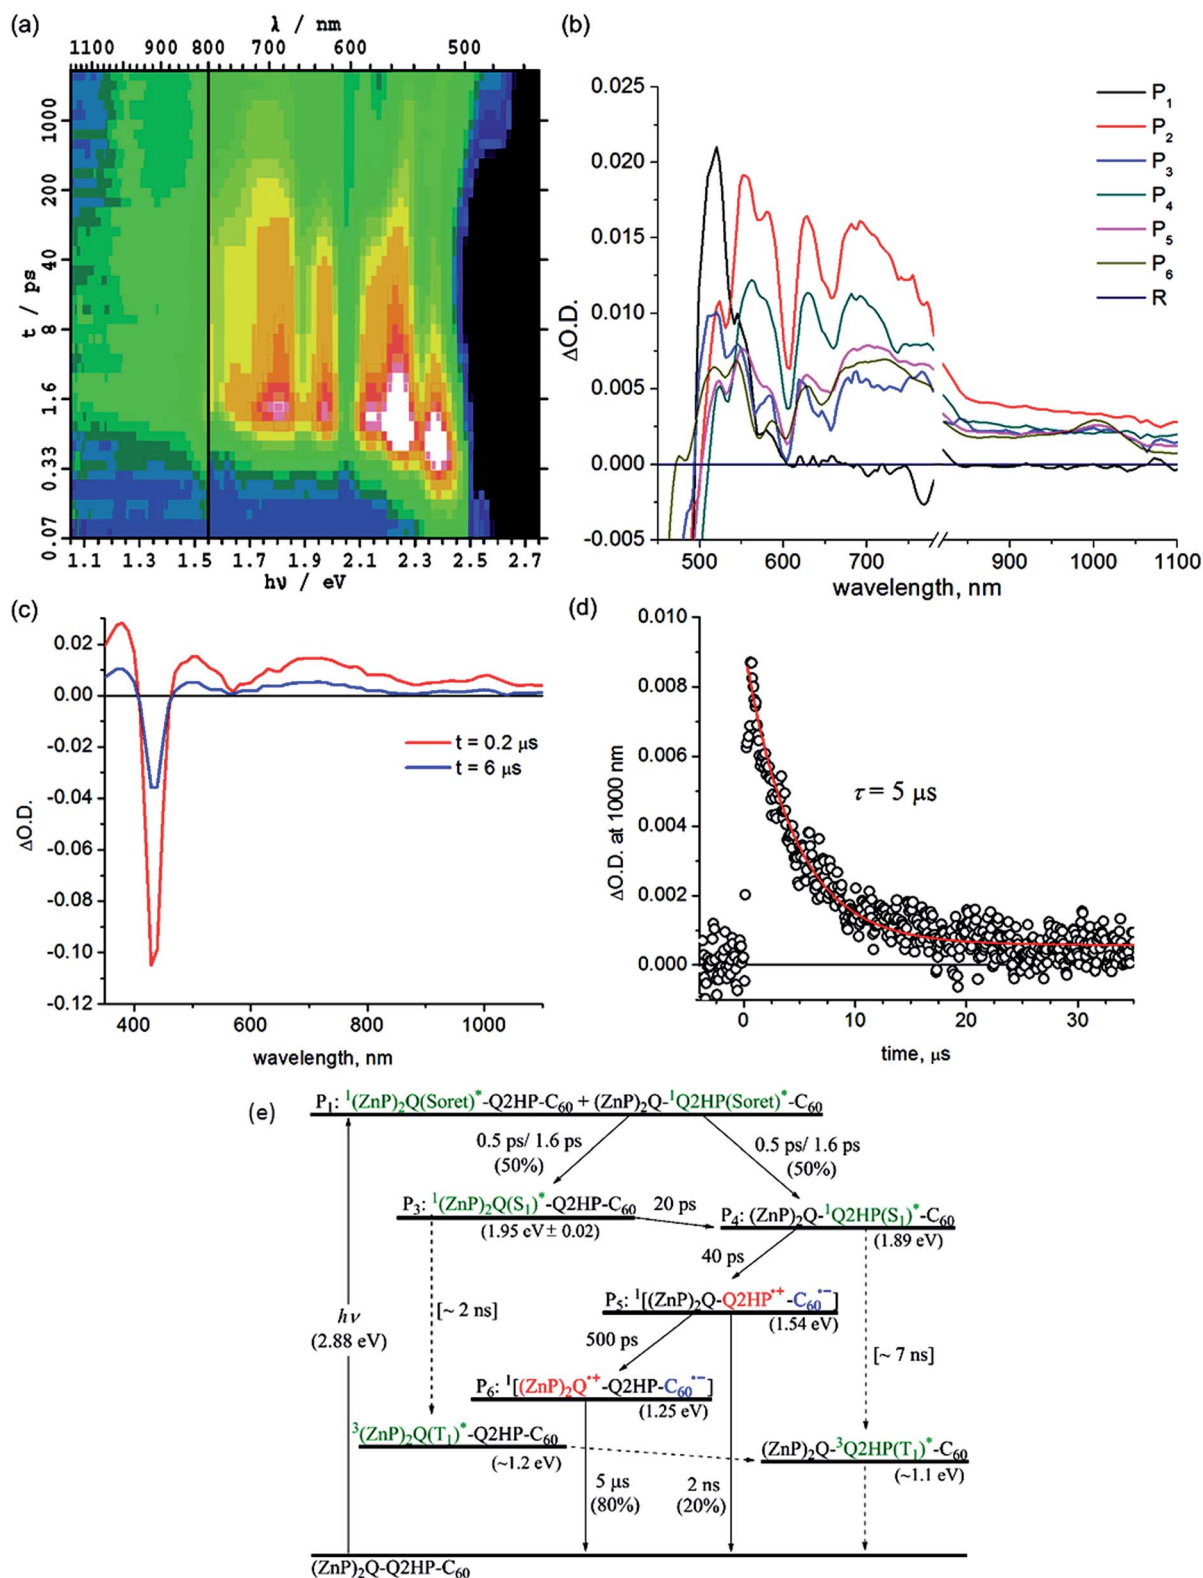 (a)
λ / nm
1100 900 800 700 600 500
t / ps
1000
200
40
8
1.6
0.33
0.07
1.1 1.3 1.5 1.7 1.9 2.1 2.3 2.5 2.7
hν / eV
(b)
0.025
0.020
0.015
0.010
0.005
0.000
-0.005
ΔO.D.
P₁
P₂
P₃
P₄
P₅
P₆
R
500 600 700 900 1000 1100
wavelength, nm
(c)
0.02
0.00
-0.02
-0.04
-0.06
-0.08
-0.10
-0.12
ΔO.D.
t = 0.2 μs
t = 6 μs
400 600 800 1000
wavelength, nm
(d)
0.010
0.008
0.006
0.004
0.002
0.000
ΔO.D. at 1000 nm
τ = 5 μs
0 10 20 30
time, μs
(e)
P₁: ¹(ZnP)₂Q(Soret)*-Q2HP-C₆₀ + (ZnP)₂Q-¹Q2HP(Soret)*-C₆₀
0.5 ps/ 1.6 ps
(50%)
0.5 ps/ 1.6 ps
(50%)
P₃: ¹(ZnP)₂Q(S₁)*-Q2HP-C₆₀
(1.95 eV ± 0.02)
20 ps
P₄: (ZnP)₂Q-¹Q2HP(S₁)*-C₆₀
(1.89 eV)
40 ps
P₅: ¹[(ZnP)₂Q-Q2HP•⁺-C₆₀•⁻]
(1.54 eV)
hν
(2.88 eV)
[~ 2 ns]
500 ps
[~ 7 ns]
P₆: ¹[(ZnP)₂Q•⁺-Q2HP-C₆₀•⁻]
(1.25 eV)
³(ZnP)₂Q(T₁)*-Q2HP-C₆₀
(~1.2 eV)
(ZnP)₂Q-³Q2HP(T₁)*-C₆₀
(~1.1 eV)
5 μs
(80%)
2 ns
(20%)
(ZnP)₂Q-Q2HP-C₆₀